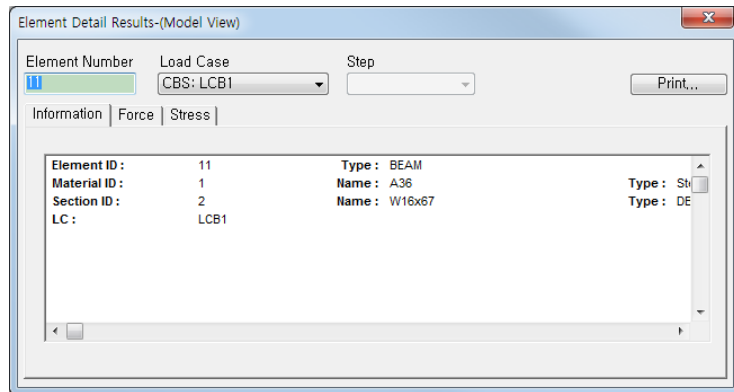 Element Detail Results-(Model View)
Element Number Load Case Step
11 CBS: LCB1 Print,,,
Information Force Stress
Element ID : 11 Type : BEAM
Material ID : 1 Name : A36 Type :
Section ID : 2 Name : W16x67 Type :
LC : LCB1